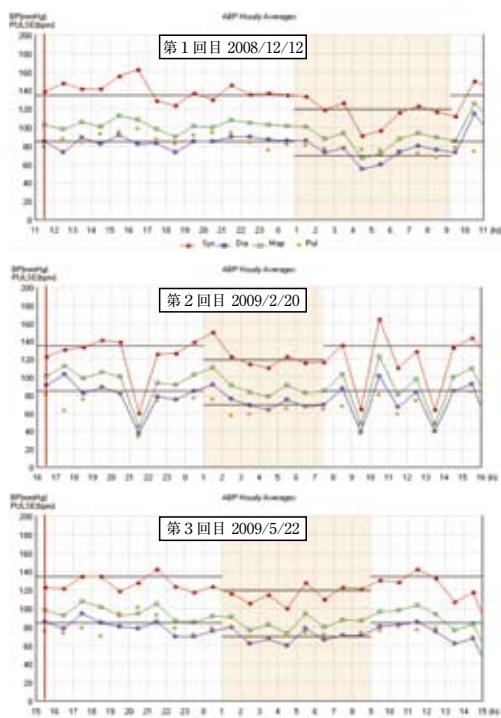 BP(mmHg)
PULSE(bpm)
ABP Hourly Averages
第1回目 2008/12/12
200
180
160
140
120
100
80
60
40
20
0
11 12 13 14 15 16 17 18 19 20 21 22 23 0 1 2 3 4 5 6 7 8 9 10 11 (h)
Sys Dia Map Pul
BP(mmHg)
PULSE(bpm)
ABP Hourly Averages
第2回目 2009/2/20
200
180
160
140
120
100
80
60
40
20
0
16 17 18 19 20 21 22 23 0 1 2 3 4 5 6 7 8 9 10 11 12 13 14 15 16 (h)
BP(mmHg)
PULSE(bpm)
ABP Hourly Averages
第3回目 2009/5/22
200
180
160
140
120
100
80
60
40
20
0
15 16 17 18 19 20 21 22 23 0 1 2 3 4 5 6 7 8 9 10 11 12 13 14 15 (h)